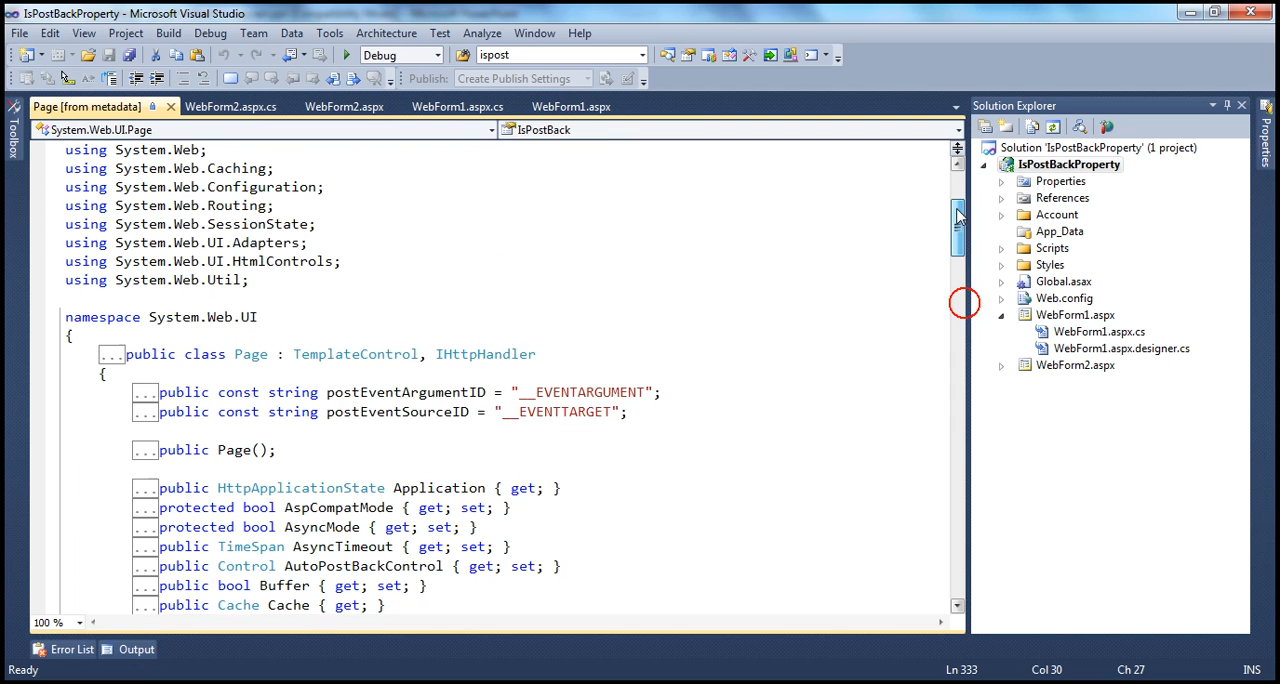 IsPostBackProperty - Microsoft Visual Studio
File Edit View Project Build Debug Team Data Tools Architecture Test Analyze Window Help
Debug ispost
Publish: Create Publish Settings
Page [from metadata] WebForm2.aspx.cs WebForm2.aspx WebForm1.aspx.cs WebForm1.aspx
System.Web.UI.Page IsPostBack
Toolbox
using System.Web;
using System.Web.Caching;
using System.Web.Configuration;
using System.Web.Routing;
using System.Web.SessionState;
using System.Web.UI.Adapters;
using System.Web.UI.HtmlControls;
using System.Web.Util;
namespace System.Web.UI
{
...public class Page : TemplateControl, IHttpHandler
{
...public const string postEventArgumentID = "__EVENTARGUMENT";
...public const string postEventSourceID = "__EVENTTARGET";
...public Page();
...public HttpApplicationState Application { get; }
...protected bool AspCompatMode { get; set; }
...protected bool AsyncMode { get; set; }
...public TimeSpan AsyncTimeout { get; set; }
...public Control AutoPostBackControl { get; set; }
...public bool Buffer { get; set; }
...public Cache Cache { get; }
100 %
Solution Explorer
Solution 'IsPostBackProperty' (1 project)
IsPostBackProperty
Properties
References
Account
App_Data
Scripts
Styles
Global.asax
Web.config
WebForm1.aspx
WebForm1.aspx.cs
WebForm1.aspx.designer.cs
WebForm2.aspx
Properties
Error List Output
Ready Ln 333 Col 30 Ch 27 INS